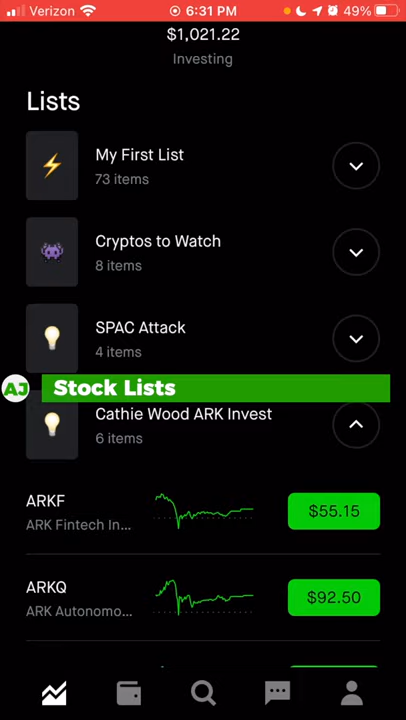 Verizon 6:31 PM 49%
$1,021.22
Investing
Lists
My First List
73 items
Cryptos to Watch
8 items
SPAC Attack
4 items
AJ Stock Lists
Cathie Wood ARK Invest
6 items
ARKF
ARK Fintech In...
$55.15
ARKQ
ARK Autonomo...
$92.50